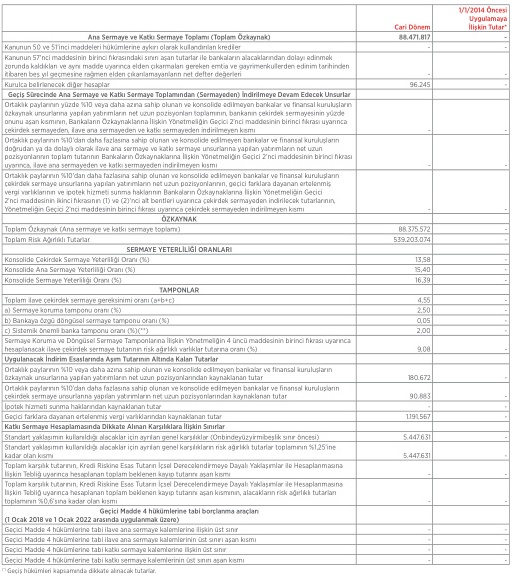 1/1/2014 Öncesi
Uygulamaya
Cari Dönem İlişkin Tutar*
Ana Sermaye ve Katkı Sermaye Toplamı (Toplam Özkaynak) 88.471.817 -
Kanunun 50 ve 51'inci maddeleri hükümlerine aykırı olarak kullandırılan krediler - -
Kanunun 57'nci maddesinin birinci fıkrasındaki sınırı aşan tutarlar ile bankaların alacaklarından dolayı edinmek
zorunda kaldıkları ve aynı madde uyarınca elden çıkarmaları gereken emtia ve gayrimenkullerden edinim tarihinden
itibaren beş yıl geçmesine rağmen elden çıkarılamayanların net defter değerleri - -
Kurulca belirlenecek diğer hesaplar 96.245 -
Geçiş Sürecinde Ana Sermaye ve Katkı Sermaye Toplamından (Sermayeden) İndirilmeye Devam Edecek Unsurlar
Ortaklık paylarının yüzde %10 veya daha azına sahip olunan ve konsolide edilmeyen bankalar ve finansal kuruluşların
özkaynak unsurlarına yapılan yatırımların net uzun pozisyonları toplamının, bankanın çekirdek sermayesinin yüzde
onunu aşan kısmının, Bankaların Özkaynaklarına İlişkin Yönetmeliğin Geçici 2'nci maddesinin birinci fıkrası uyarınca
çekirdek sermayeden, ilave ana sermayeden ve katkı sermayeden indirilmeyen kısmı - -
Ortaklık paylarının %10'dan daha fazlasına sahip olunan ve konsolide edilmeyen bankalar ve finansal kuruluşların
doğrudan ya da dolaylı olarak ilave ana sermaye ve katkı sermaye unsurlarına yapılan yatırımların net uzun
pozisyonlarının toplam tutarının Bankaların Özkaynaklarına İlişkin Yönetmeliğin Geçici 2'nci maddesinin birinci fıkrası
uyarınca, ilave ana sermayeden ve katkı sermayeden indirilmeyen kısmı - -
Ortaklık paylarının %10'dan daha fazlasına sahip olunan ve konsolide edilmeyen bankalar ve finansal kuruluşların
çekirdek sermaye unsurlarına yapılan yatırımların net uzun pozisyonlarının, geçici farklara dayanan ertelenmiş
vergi varlıklarının ve ipotek hizmeti sunma haklarının Bankaların Özkaynaklarına İlişkin Yönetmeliğin Geçici
2'nci maddesinin ikinci fıkrasının (1) ve (2)'nci alt bentleri uyarınca çekirdek sermayeden indirilecek tutarlarının,
Yönetmeliğin Geçici 2'nci maddesinin birinci fıkrası uyarınca çekirdek sermayeden indirilmeyen kısmı - -
ÖZKAYNAK
Toplam Özkaynak (Ana sermaye ve katkı sermaye toplamı) 88.375.572 -
Toplam Risk Ağırlıklı Tutarlar 539.203.074 -
SERMAYE YETERLİLİĞİ ORANLARI
Konsolide Çekirdek Sermaye Yeterliliği Oranı (%) 13,58 -
Konsolide Ana Sermaye Yeterliliği Oranı (%) 15,40 -
Konsolide Sermaye Yeterliliği Oranı (%) 16,39 -
TAMPONLAR
Toplam ilave çekirdek sermaye gereksinimi oranı (a+b+c) 4,55 -
a) Sermaye koruma tamponu oranı (%) 2,50 -
b) Bankaya özgü döngüsel sermaye tamponu oranı (%) 0,05 -
c) Sistemik önemli banka tamponu oranı (%)(**) 2,00 -
Sermaye Koruma ve Döngüsel Sermaye Tamponlarına İlişkin Yönetmeliğin 4 üncü maddesinin birinci fıkrası uyarınca
hesaplanacak ilave çekirdek sermaye tutarının risk ağırlıklı varlıklar tutarına oranı (%) 9,08 -
Uygulanacak İndirim Esaslarında Aşım Tutarının Altında Kalan Tutarlar
Ortaklık paylarının %10 veya daha azına sahip olunan ve konsolide edilmeyen bankalar ve finansal kuruluşların
özkaynak unsurlarına yapılan yatırımların net uzun pozisyonlarından kaynaklanan tutar 180.672 -
Ortaklık paylarının %10'dan daha fazlasına sahip olunan ve konsolide edilmeyen bankalar ve finansal kuruluşların
çekirdek sermaye unsurlarına yapılan yatırımların net uzun pozisyonlarından kaynaklanan tutar 90.883 -
İpotek hizmeti sunma haklarından kaynaklanan tutar - -
Geçici farklara dayanan ertelenmiş vergi varlıklarından kaynaklanan tutar 1.191.567 -
Katkı Sermaye Hesaplamasında Dikkate Alınan Karşılıklara İlişkin Sınırlar
Standart yaklaşımın kullanıldığı alacaklar için ayrılan genel karşılıklar (Onbindeyüzyirmibeşlik sınır öncesi) 5.447.631 -
Standart yaklaşımın kullanıldığı alacaklar için ayrılan genel karşılıkların risk ağırlıklı tutarlar toplamının %1,25'ine
kadar olan kısmı 5.447.631 -
Toplam karşılık tutarının, Kredi Riskine Esas Tutarın İçsel Derecelendirmeye Dayalı Yaklaşımlar ile Hesaplanmasına
İlişkin Tebliğ uyarınca hesaplanan toplam beklenen kayıp tutarını aşan kısmı - -
Toplam karşılık tutarının, Kredi Riskine Esas Tutarın İçsel Derecelendirmeye Dayalı Yaklaşımlar ile Hesaplanmasına
İlişkin Tebliğ uyarınca hesaplanan toplam beklenen kayıp tutarını aşan kısmının, alacakların risk ağırlıklı tutarları
toplamının %0,6'sına kadar olan kısmı - -
Geçici Madde 4 hükümlerine tabi borçlanma araçları
(1 Ocak 2018 ve 1 Ocak 2022 arasında uygulanmak üzere)
Geçici Madde 4 hükümlerine tabi ilave ana sermaye kalemlerine ilişkin üst sınır - -
Geçici Madde 4 hükümlerine tabi ilave ana sermaye kalemlerinin üst sınırı aşan kısmı - -
Geçici Madde 4 hükümlerine tabi katkı sermaye kalemlerine ilişkin üst sınır - -
Geçici Madde 4 hükümlerine tabi katkı sermaye kalemlerinin üst sınırı aşan kısmı - -
(*) Geçiş hükümleri kapsamında dikkate alınacak tutarlar.